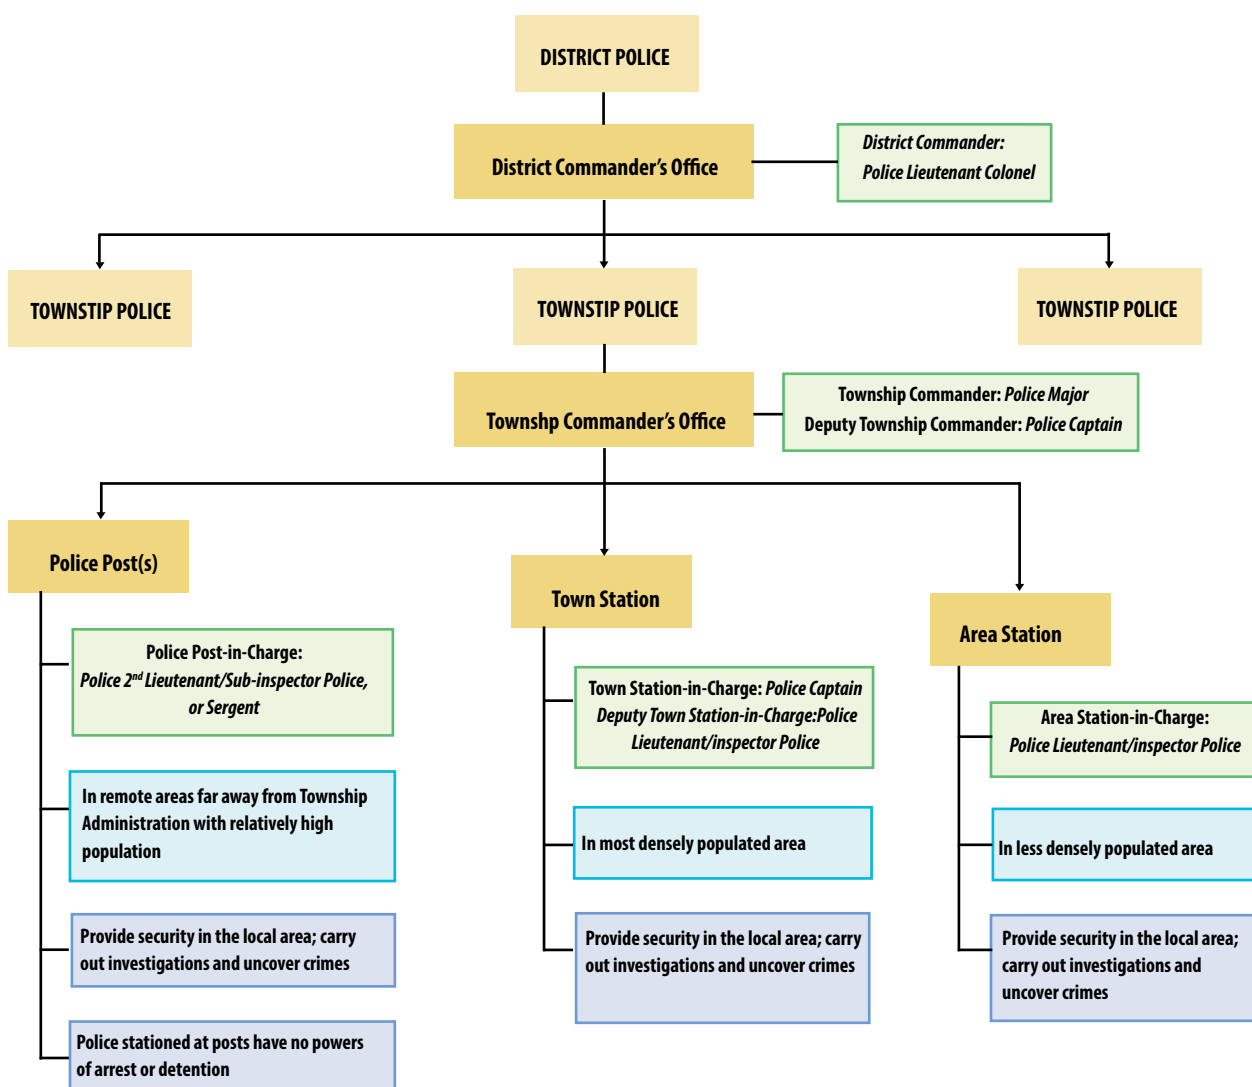 DISTRICT POLICE
District Commander's Office
District Commander:
Police Lieutenant Colonel
TOWNSTIP POLICE
TOWNSTIP POLICE
TOWNSTIP POLICE
Townshp Commander's Office
Township Commander: Police Major
Deputy Township Commander: Police Captain
Police Post(s)
Police Post-in-Charge:
Police 2nd Lieutenant/Sub-inspector Police,
or Sergent
In remote areas far away from Township
Administration with relatively high
population
Provide security in the local area; carry
out investigations and uncover crimes
Police stationed at posts have no powers
of arrest or detention
Town Station
Town Station-in-Charge: Police Captain
Deputy Town Station-in-Charge:Police
Lieutenant/inspector Police
In most densely populated area
Provide security in the local area; carry
out investigations and uncover crimes
Area Station
Area Station-in-Charge:
Police Lieutenant/inspector Police
In less densely populated area
Provide security in the local area;
carry out investigations and
uncover crimes